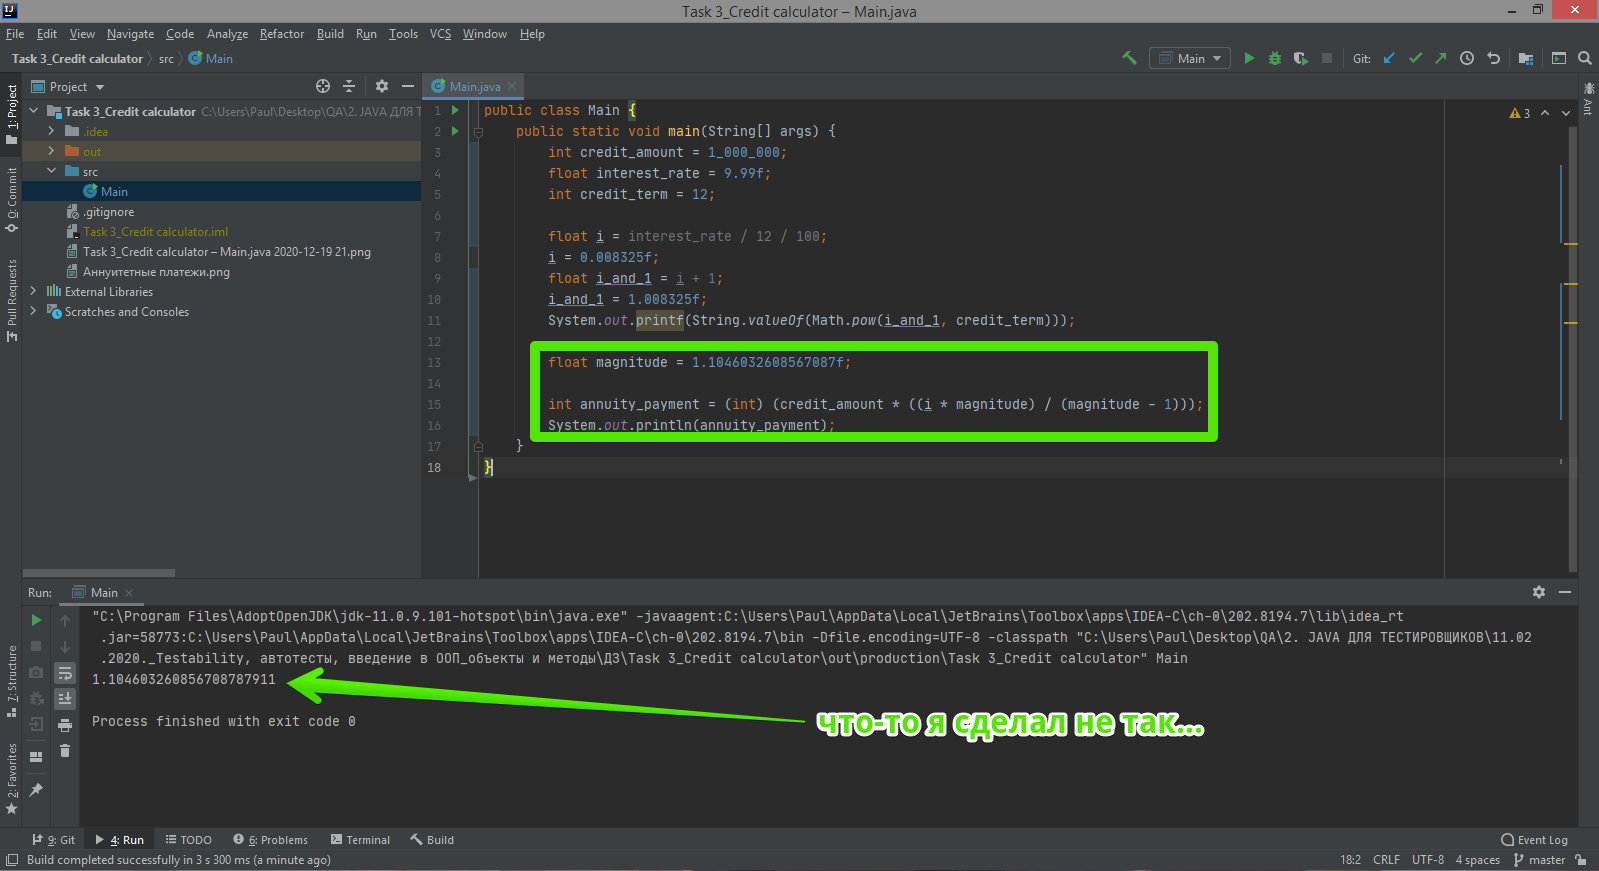 Task 3_Credit calculator – Main.java
File Edit View Navigate Code Analyze Refactor Build Run Tools VCS Window Help
Task 3_Credit calculator src Main
Main Git:
Project
Main.java
1: Project
0: Commit
Pull Requests
7: Structure
2: Favorites
Ant
Task 3_Credit calculator C:\Users\Paul\Desktop\QA\2. JAVA ДЛЯ Т
.idea
out
src
Main
.gitignore
Task 3_Credit calculator.iml
Task 3_Credit calculator – Main.java 2020-12-19 21.png
Аннуитетные платежи.png
External Libraries
Scratches and Consoles
3
1 public class Main {
2 public static void main(String[] args) {
3 int credit_amount = 1_000_000;
4 float interest_rate = 9.99f;
5 int credit_term = 12;
6
7 float i = interest_rate / 12 / 100;
8 i = 0.008325f;
9 float i_and_1 = i + 1;
10 i_and_1 = 1.008325f;
11 System.out.printf(String.valueOf(Math.pow(i_and_1, credit_term)));
12
13 float magnitude = 1.1046032608567087f;
14
15 int annuity_payment = (int) (credit_amount * ((i * magnitude) / (magnitude - 1)));
16 System.out.println(annuity_payment);
17 }
18 }
Run: Main
"C:\Program Files\AdoptOpenJDK\jdk-11.0.9.101-hotspot\bin\java.exe" -javaagent:C:\Users\Paul\AppData\Local\JetBrains\Toolbox\apps\IDEA-C\ch-0\202.8194.7\lib\idea_rt
.jar=58773:C:\Users\Paul\AppData\Local\JetBrains\Toolbox\apps\IDEA-C\ch-0\202.8194.7\bin -Dfile.encoding=UTF-8 -classpath "C:\Users\Paul\Desktop\QA\2. JAVA ДЛЯ ТЕСТИРОВЩИКОВ\11.02
.2020._Testability, автотесты, введение в ООП_объекты и методы\ДЗ\Task 3_Credit calculator\out\production\Task 3_Credit calculator" Main
1.104603260856708787911
Process finished with exit code 0
что-то я сделал не так...
9: Git 4: Run TODO 6: Problems Terminal Build Event Log
Build completed successfully in 3 s 300 ms (a minute ago) 18:2 CRLF UTF-8 4 spaces master